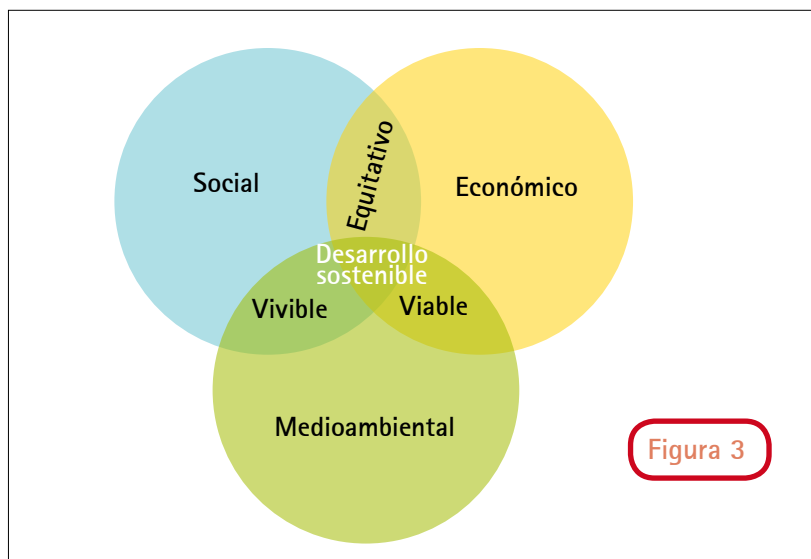 Social
Equitativo
Económico
Desarrollo
sostenible
Vivible
Viable
Medioambiental
Figura 3